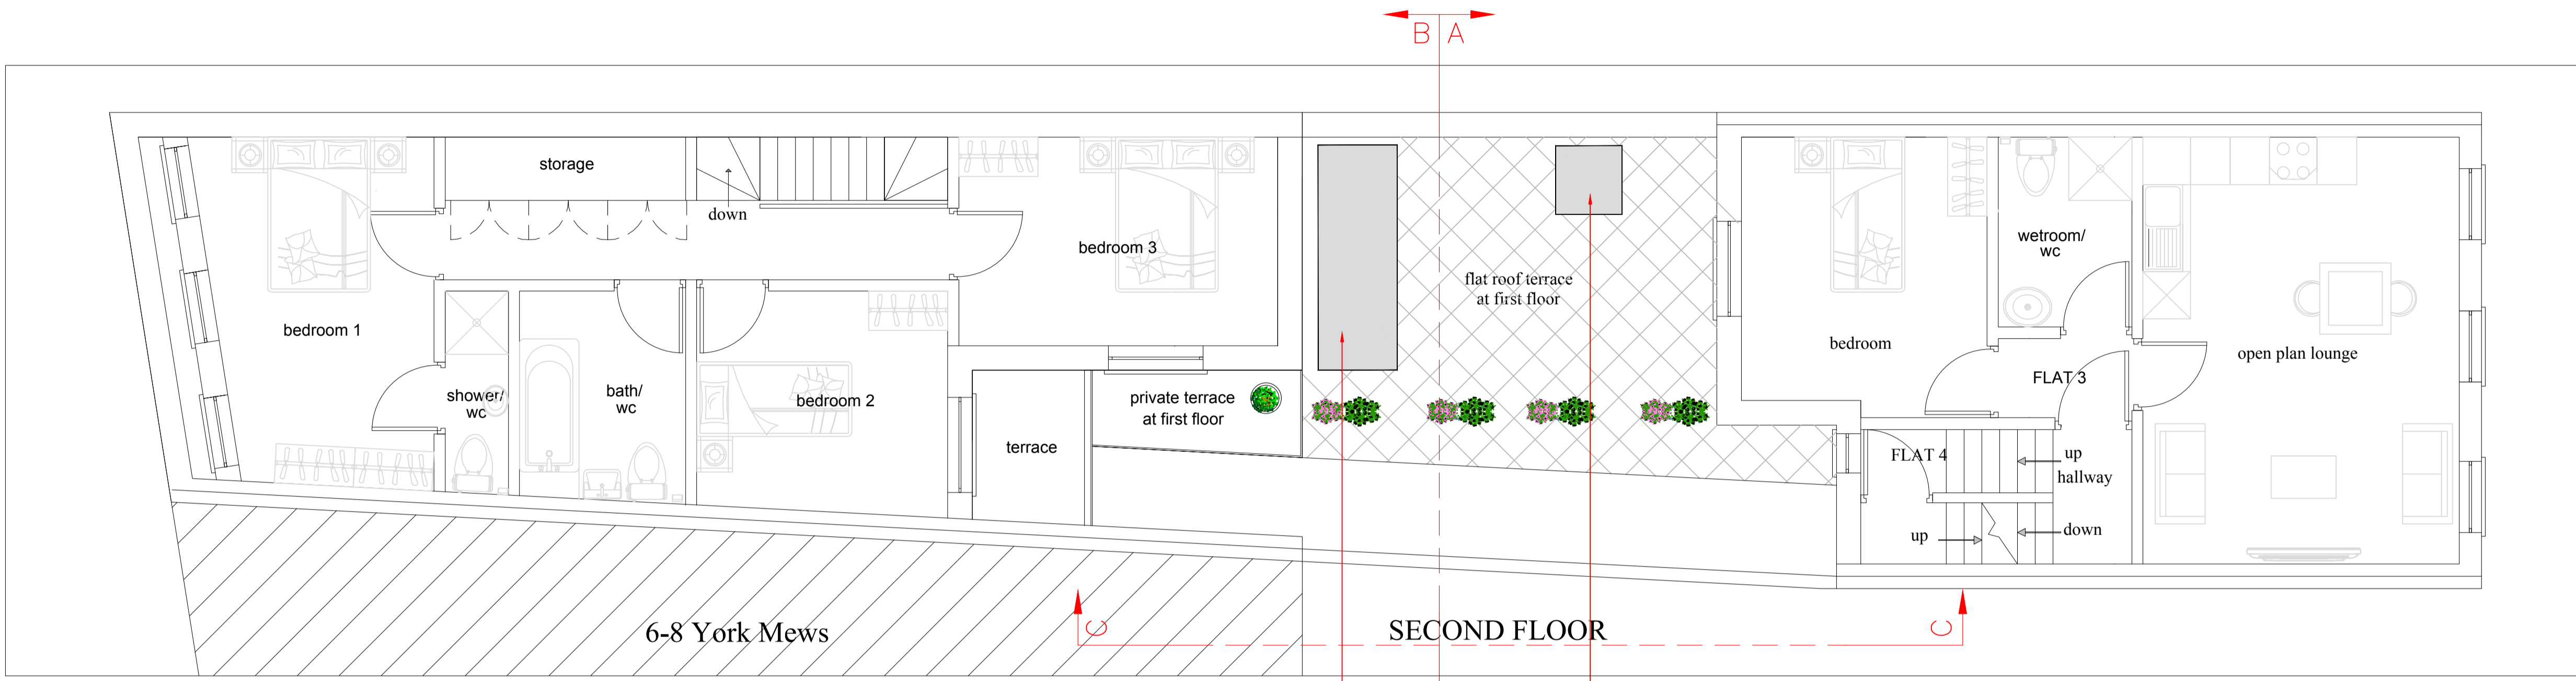 B A
storage
down
bedroom 3
bedroom 1
shower/
wc
bath/
wc
bedroom 2
terrace
private terrace
at first floor
flat roof terrace
at first floor
bedroom
wetroom/
wc
FLAT 3
open plan lounge
FLAT 4
up
hallway
up
down
6-8 York Mews
C
SECOND FLOOR
C